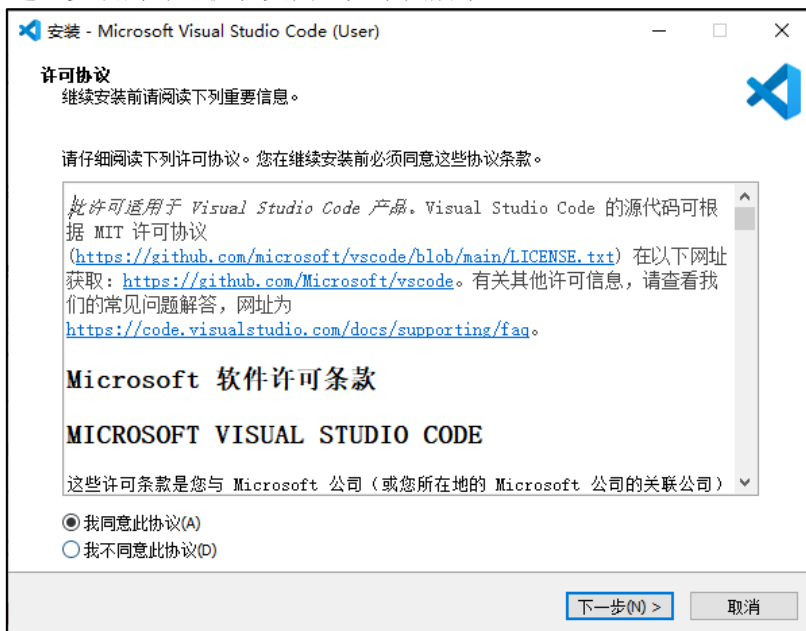 安装 - Microsoft Visual Studio Code (User)
许可协议
继续安装前请阅读下列重要信息。
请仔细阅读下列许可协议。您在继续安装前必须同意这些协议条款。
此许可适用于 Visual Studio Code 产品。Visual Studio Code 的源代码可根
据 MIT 许可协议
(https://github.com/microsoft/vscode/blob/main/LICENSE.txt) 在以下网址
获取：https://github.com/Microsoft/vscode。有关其他许可信息，请查看我
们的常见问题解答，网址为
https://code.visualstudio.com/docs/supporting/faq。
Microsoft 软件许可条款
MICROSOFT VISUAL STUDIO CODE
这些许可条款是您与 Microsoft 公司（或您所在地的 Microsoft 公司的关联公司）
我同意此协议(A)
我不同意此协议(D)
下一步(N) >
取消